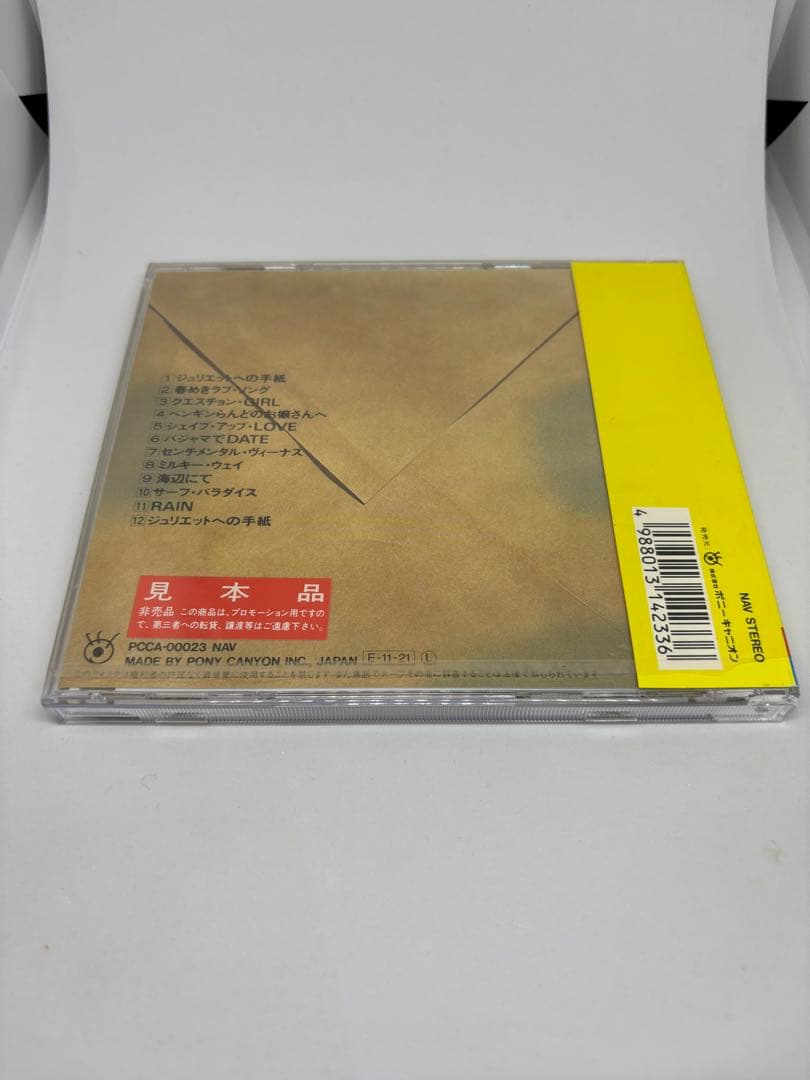 1 ジュリエットへの手紙
2 春めきラブ・ソング
3 クエスチョン・GIRL
4 ペンギンらんどのお嬢さんへ
5 シェイプ・アップ・LOVE
6 パジャマでDATE
7 センチメンタル・ヴィーナス
8 ミルキー・ウェイ
9 海辺にて
10 サーフ・パラダイス
11 RAIN
12 ジュリエットへの手紙
見本品
非売品 この商品は、プロモーション用ですの
で、第三者への転貸、譲渡等はご遠慮下さい。
PCCA-00023 NAV
MADE BY PONY CANYON INC., JAPAN E·11·21 L
4 988013 142336
発売元
株式会社 ポニーキャニオン
NAV STEREO